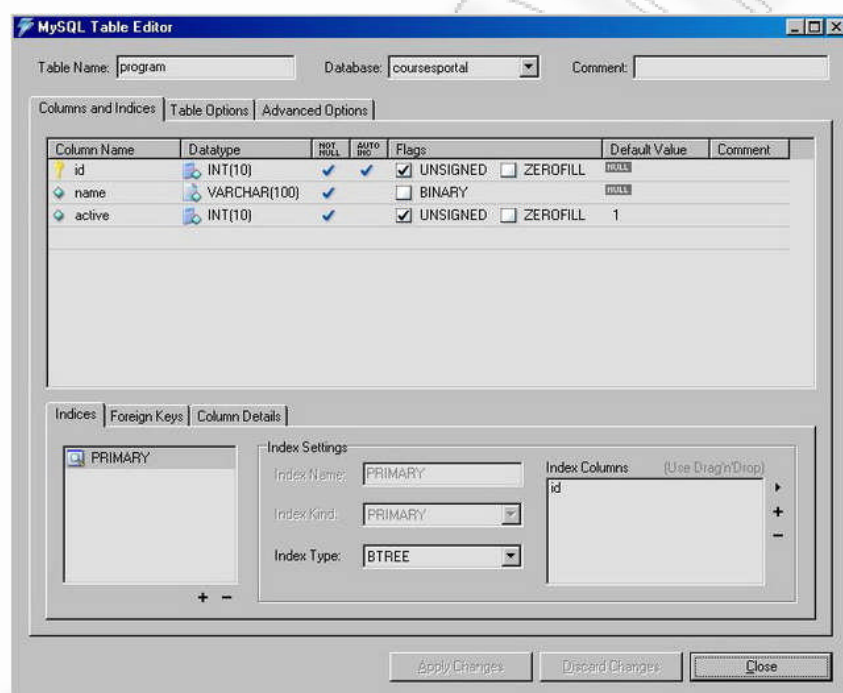 MySQL Table Editor
Table Name: program Database: coursesportal Comment:
Columns and Indices Table Options Advanced Options
Column Name Datatype NOT NULL AUTO INC Flags Default Value Comment
id INT(10) UNSIGNED ZEROFILL NULL
name VARCHAR(100) BINARY NULL
active INT(10) UNSIGNED ZEROFILL 1
Indices Foreign Keys Column Details
PRIMARY
Index Settings
Index Name: PRIMARY
Index Kind: PRIMARY
Index Type: BTREE
Index Columns (Use Drag'n'Drop)
id
Apply Changes Discard Changes Close